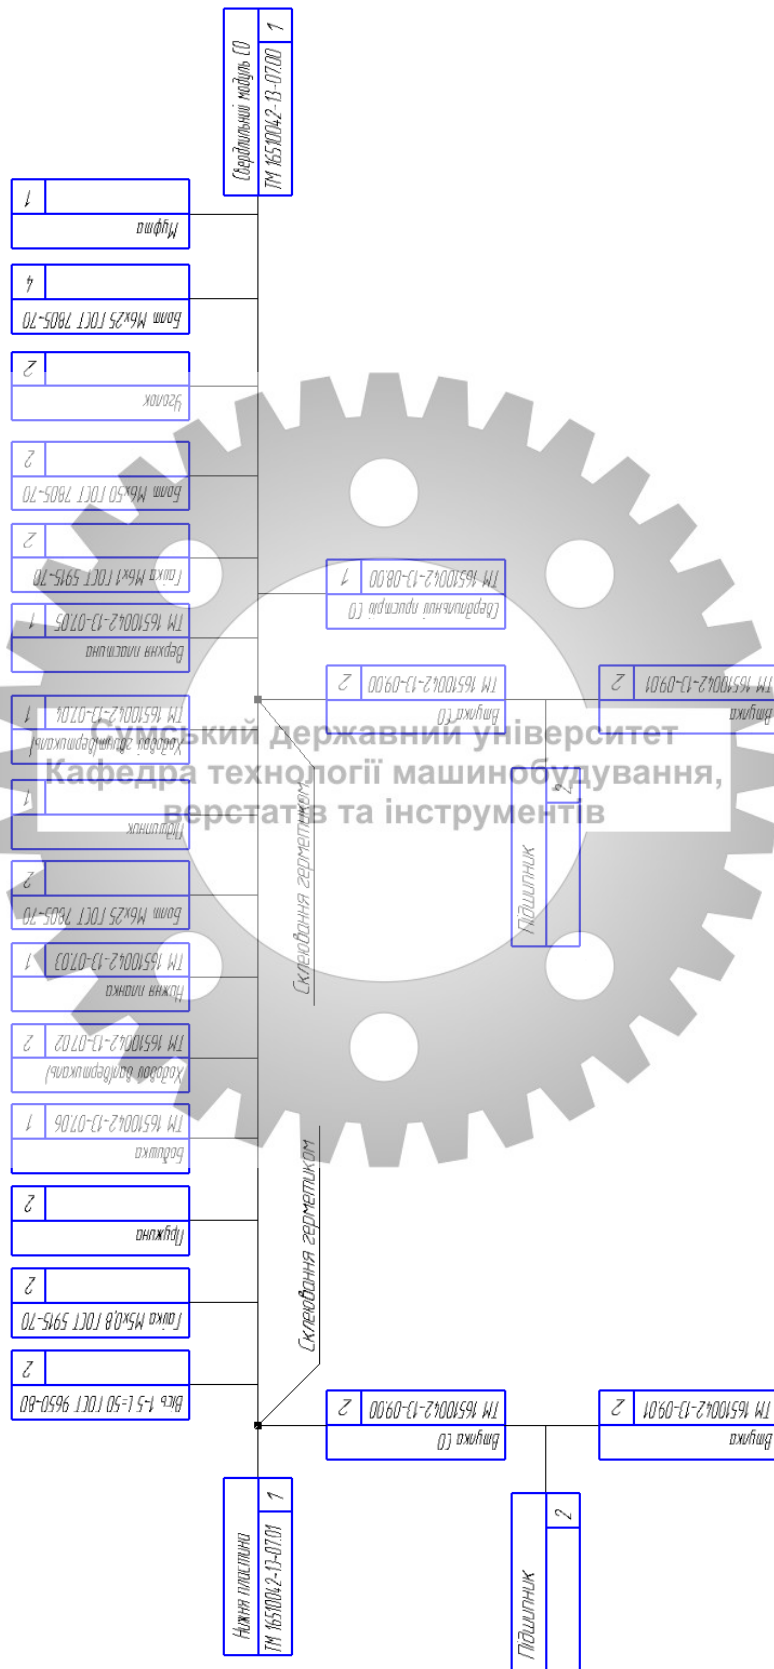 Свердлильний модуль СО
ТМ 16510042-13-07.00
1
1
Муфта
4
Болт М6х25 ГОСТ 7805-70
2
Уголок
2
Болт М6х50 ГОСТ 7805-70
2
Гайка М6х1 ГОСТ 5915-70
ТМ 16510042-13-07.05 1
Верхня пластина
ТМ 16510042-13-08.00 1
Свердлильний пристрій СО
ТМ 16510042-13-09.00 2
Втулка СО
ТМ 16510042-13-09.01 2
Втулка
ТМ 16510042-13-07.04 1
Ходовой (вертикаль)
Сумський державний університет
Кафедра технології машинобудування,
верстатів та інструментів
1
Підшипник
Підшипник
2
Склеювання герметиком
2
Болт М6х25 ГОСТ 7805-70
ТМ 16510042-13-07.03 1
Нижня планка
ТМ 16510042-13-07.02 2
Ходовой вал(вертикаль)
ТМ 16510042-13-07.06 1
Бобишка
Склеювання герметиком
2
Пружина
2
Гайка М5х0,8 ГОСТ 5915-70
2
Вісь 1-5 L=50 ГОСТ 9650-80
ТМ 16510042-13-09.00 2
Втулка СО
ТМ 16510042-13-09.01 2
Втулка
Нижня пластина
ТМ 16510042-13-07.01
1
Підшипник
2